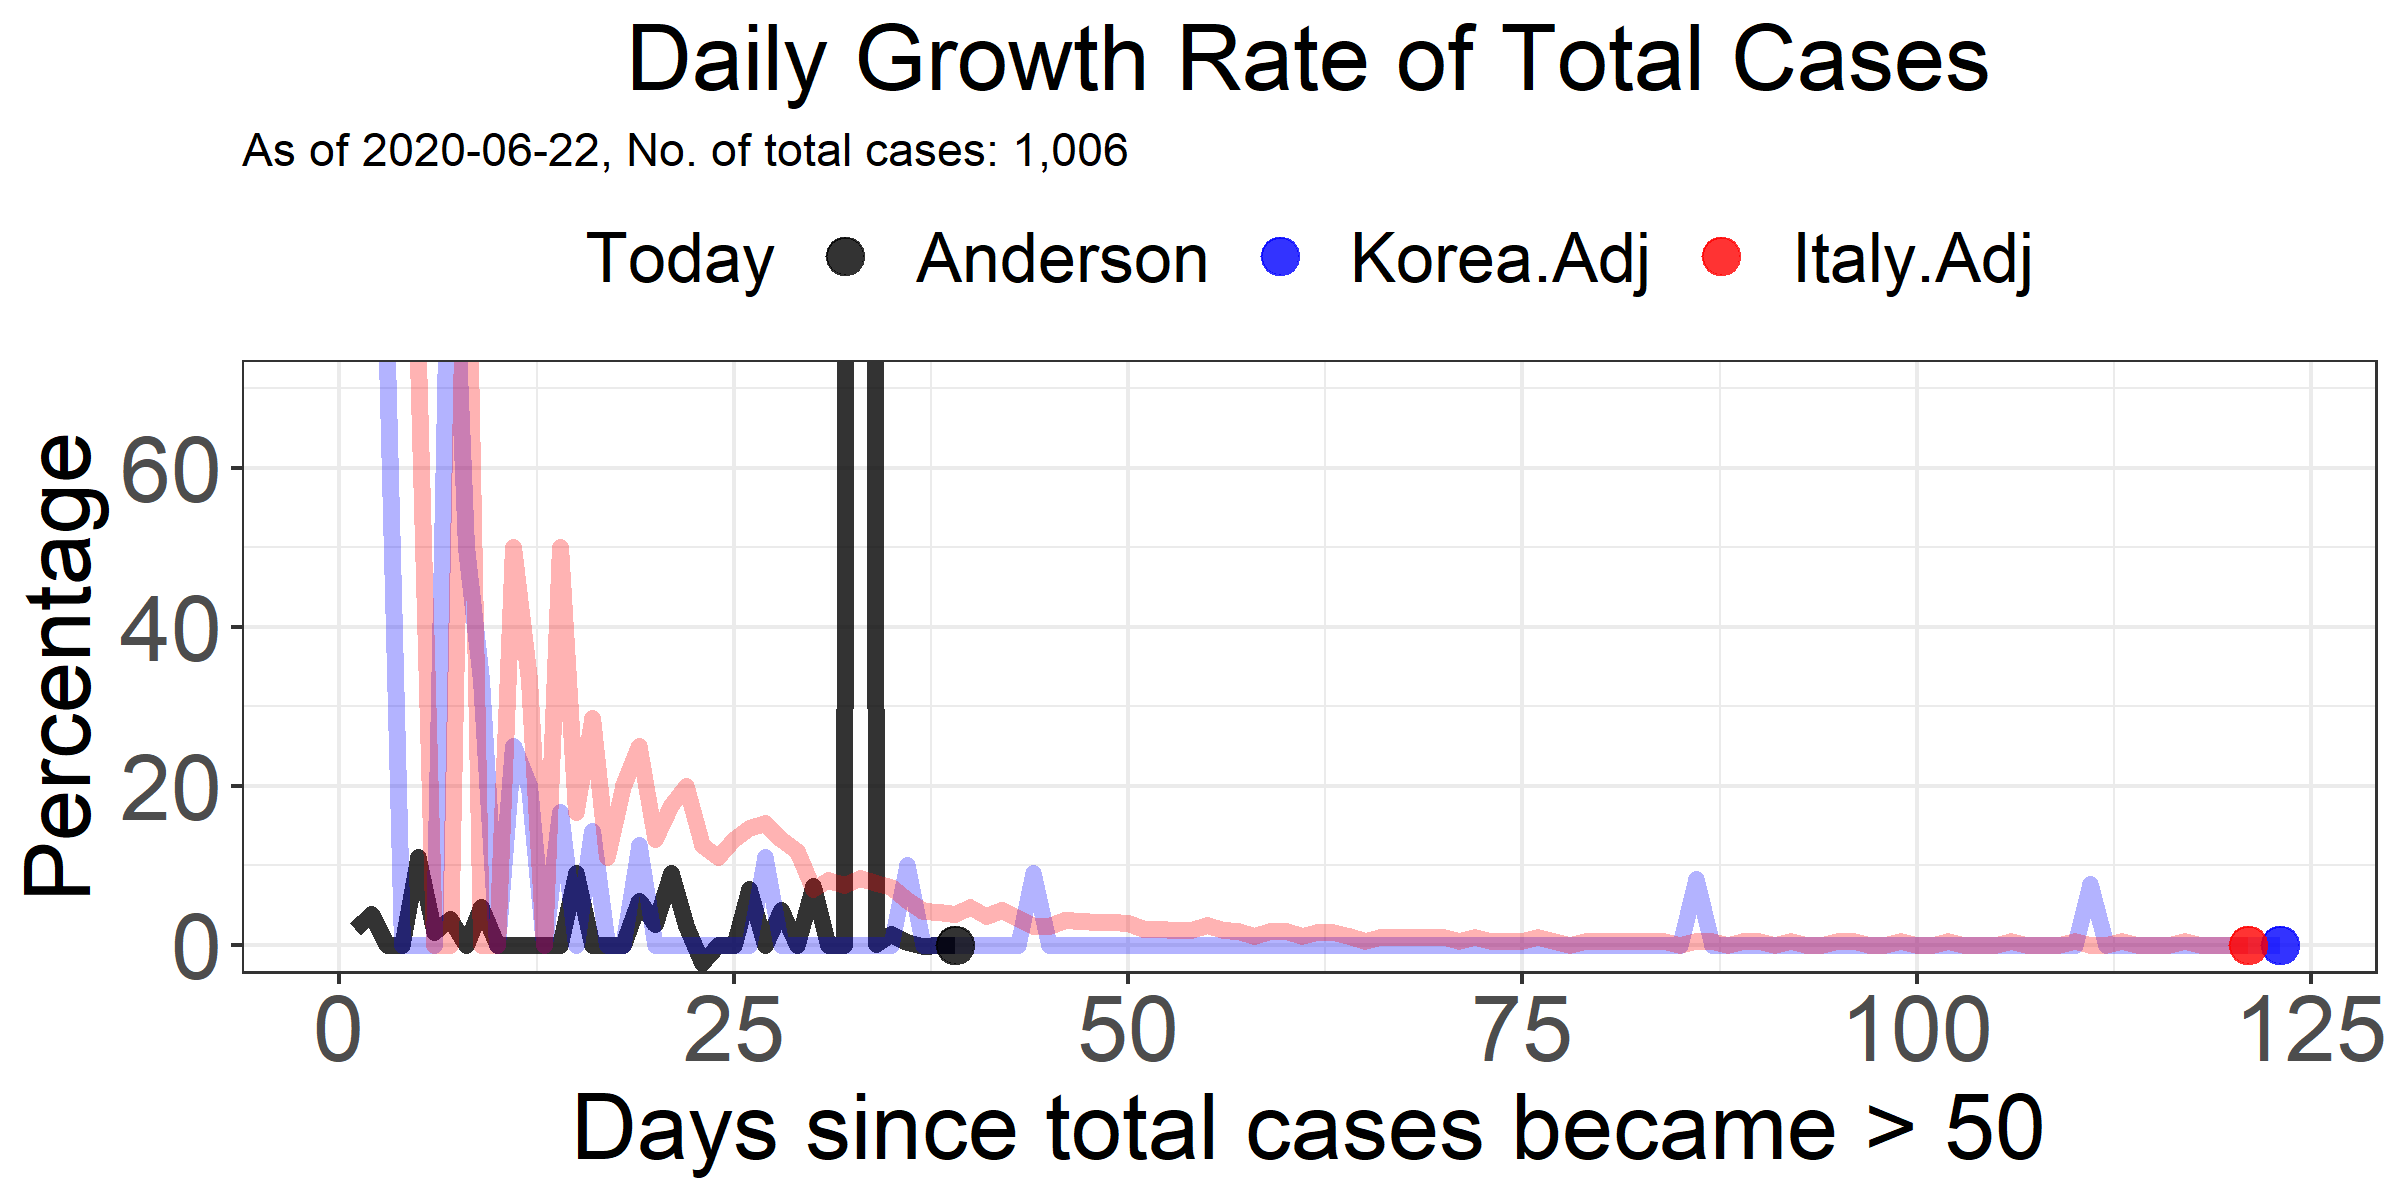 Daily Growth Rate of Total Cases
As of 2020-06-22, No. of total cases: 1,006
Today Anderson Korea.Adj Italy.Adj
Percentage
60
40
20
0
0 25 50 75 100 125
Days since total cases became > 50